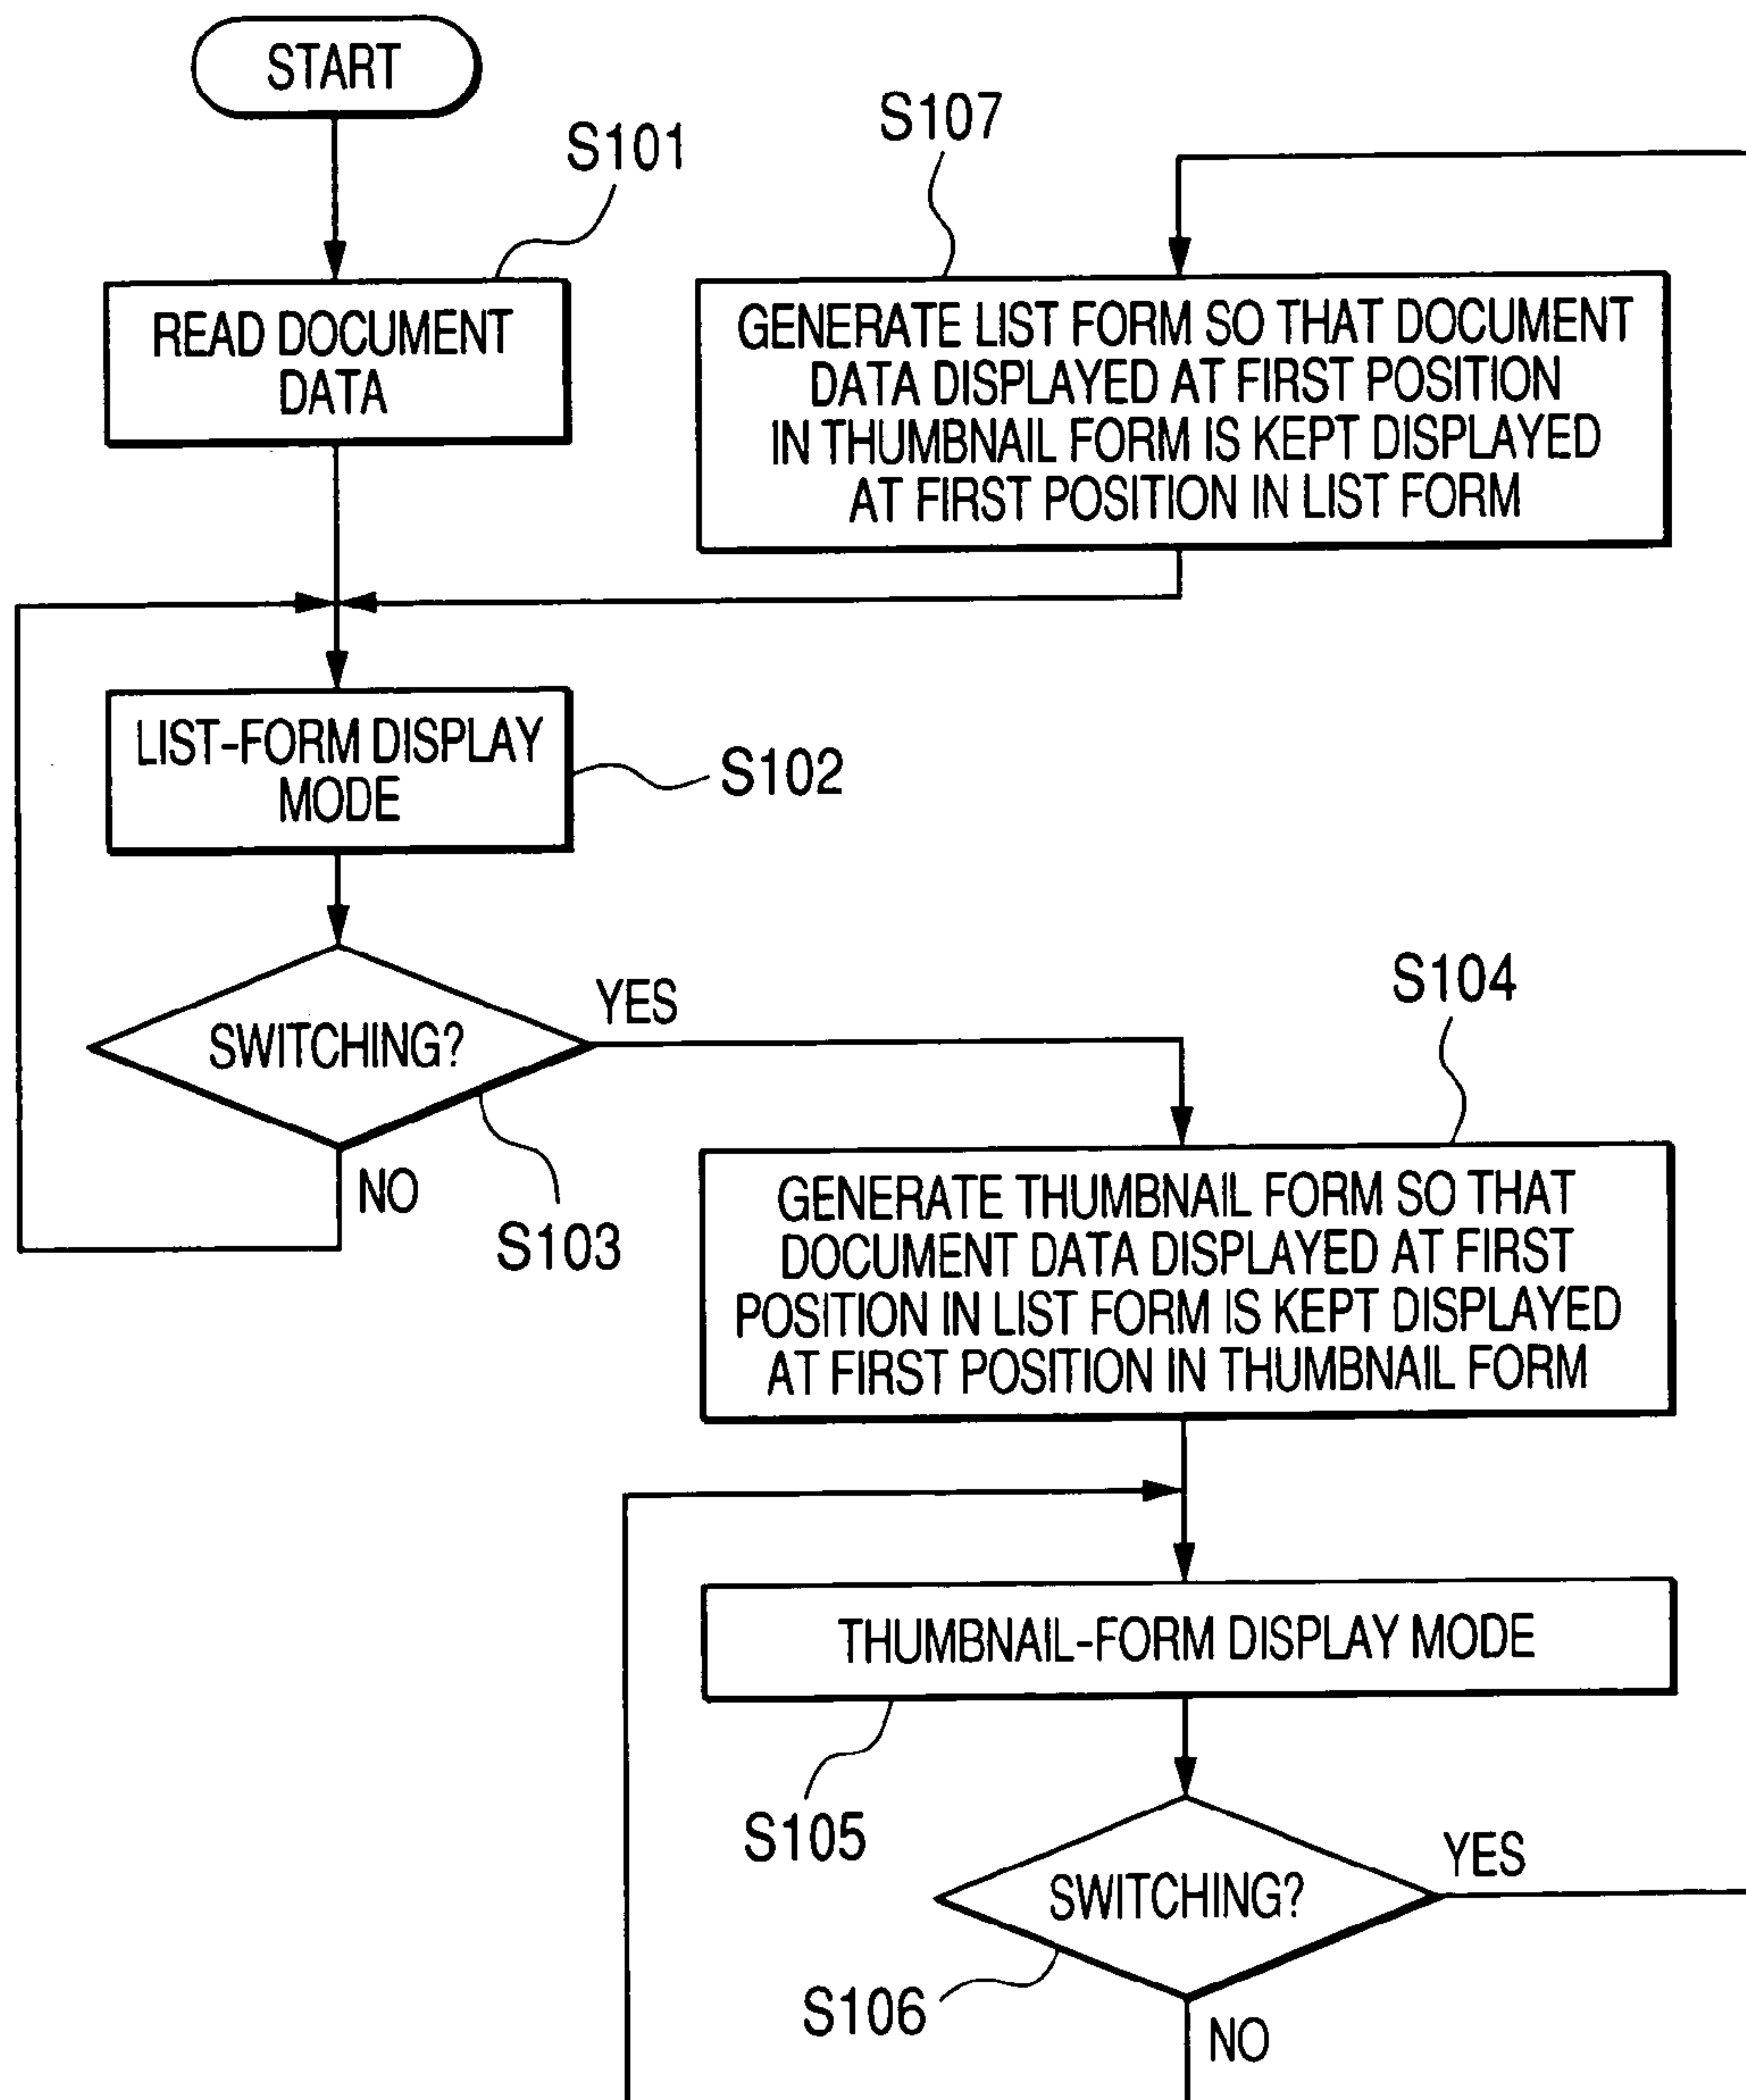 START
S101
READ DOCUMENT
DATA
S107
GENERATE LIST FORM SO THAT DOCUMENT
DATA DISPLAYED AT FIRST POSITION
IN THUMBNAIL FORM IS KEPT DISPLAYED
AT FIRST POSITION IN LIST FORM
LIST-FORM DISPLAY
MODE
S102
SWITCHING?
YES
NO
S103
S104
GENERATE THUMBNAIL FORM SO THAT
DOCUMENT DATA DISPLAYED AT FIRST
POSITION IN LIST FORM IS KEPT DISPLAYED
AT FIRST POSITION IN THUMBNAIL FORM
THUMBNAIL-FORM DISPLAY MODE
S105
SWITCHING?
YES
S106
NO